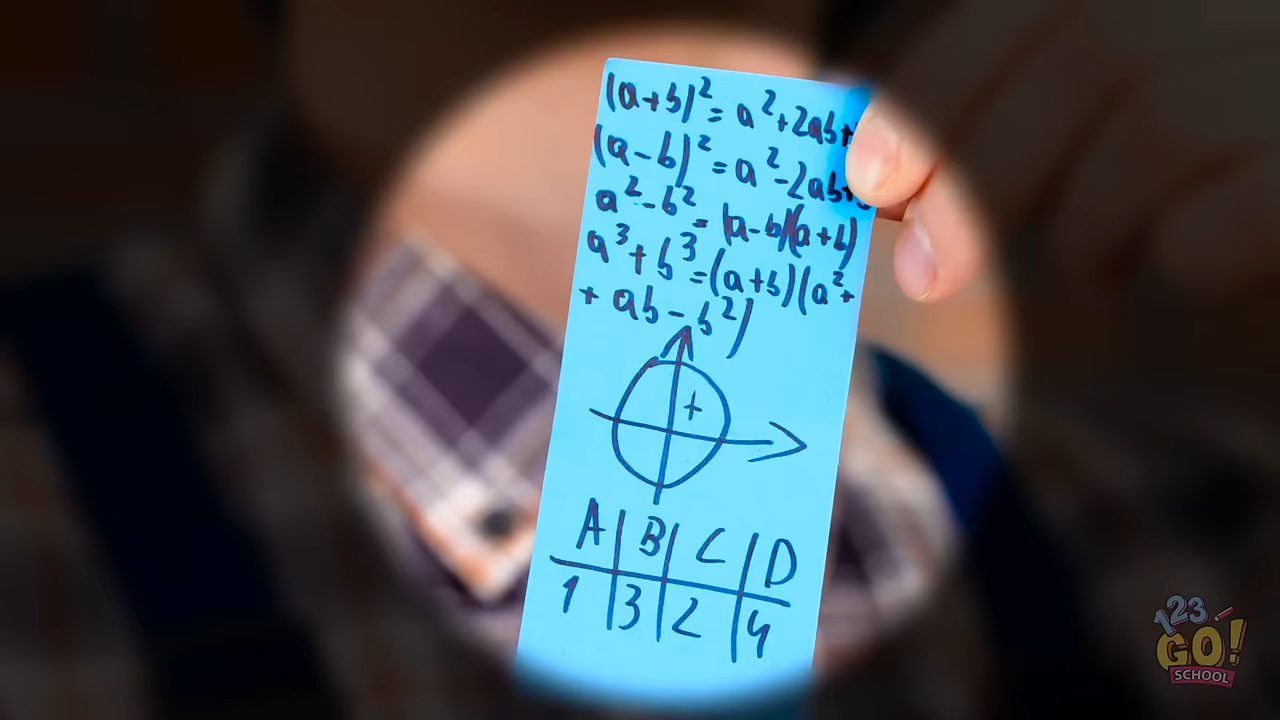 (a+b)² = a²+2ab+
(a-b)² = a²-2ab+
a²-b² = (a-b)(a+b)
a³+b³=(a+b)(a²+
+ ab-b²)
+
A B C D
1 3 2 4
123
GO!
SCHOOL